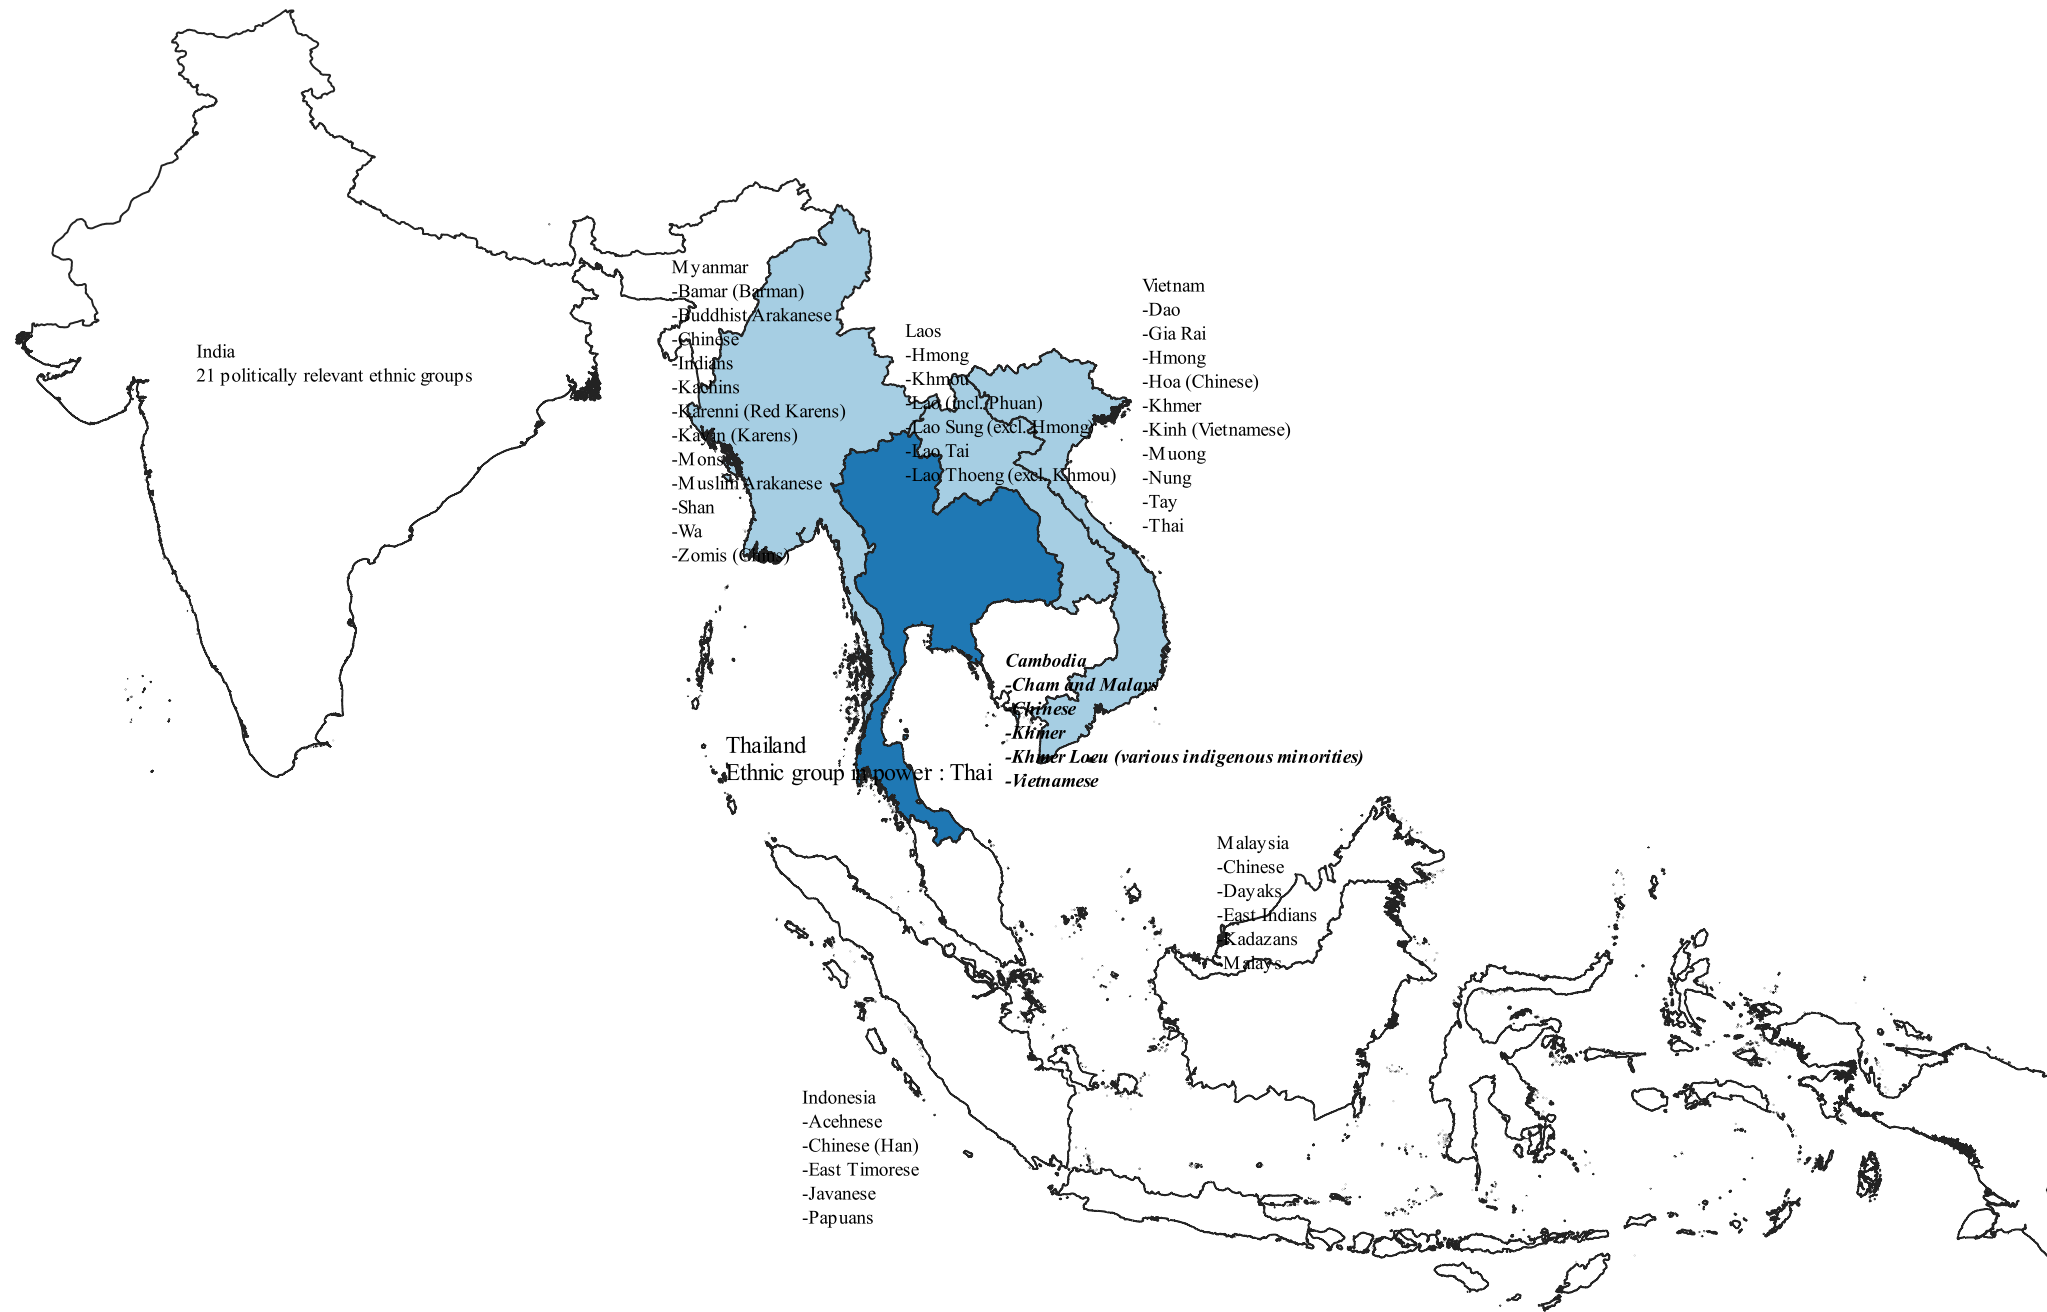 India
21 politically relevant ethnic groups
Myanmar
-Bamar (Barman)
-Buddhist Arakanese
-Chinese
-Indians
-Kachins
-Karenni (Red Karens)
-Kayin (Karens)
-Mons
-Muslim Arakanese
-Shan
-Wa
-Zomis (Chins)
Laos
-Hmong
-Khmou
-Lao (incl. Phuan)
-Lao Sung (excl. Hmong)
-Lao Tai
-Lao Thoeng (excl. Khmou)
Vietnam
-Dao
-Gia Rai
-Hmong
-Hoa (Chinese)
-Khmer
-Kinh (Vietnamese)
-Muong
-Nung
-Tay
-Thai
Cambodia
-Cham and Malays
-Chinese
-Khmer
-Khmer Loeu (various indigenous minorities)
-Vietnamese
Thailand
Ethnic group in power : Thai
Malaysia
-Chinese
-Dayaks
-East Indians
-Kadazans
-Malays
Indonesia
-Acehnese
-Chinese (Han)
-East Timorese
-Javanese
-Papuans